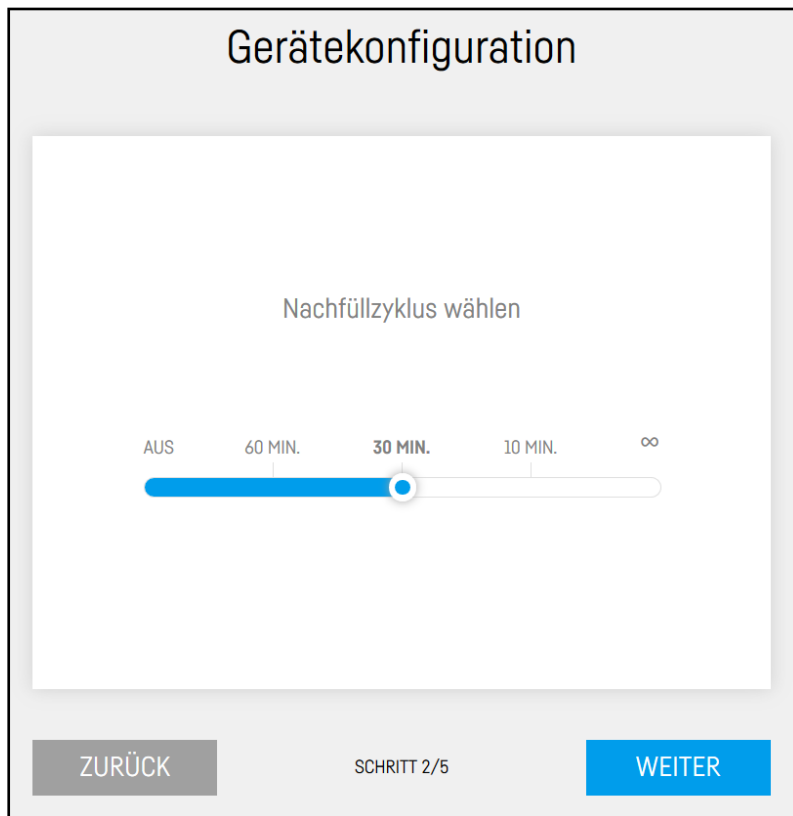 Gerätekonfiguration
Nachfüllzyklus wählen
AUS 60 MIN. 30 MIN. 10 MIN. ∞
ZURÜCK SCHRITT 2/5 WEITER